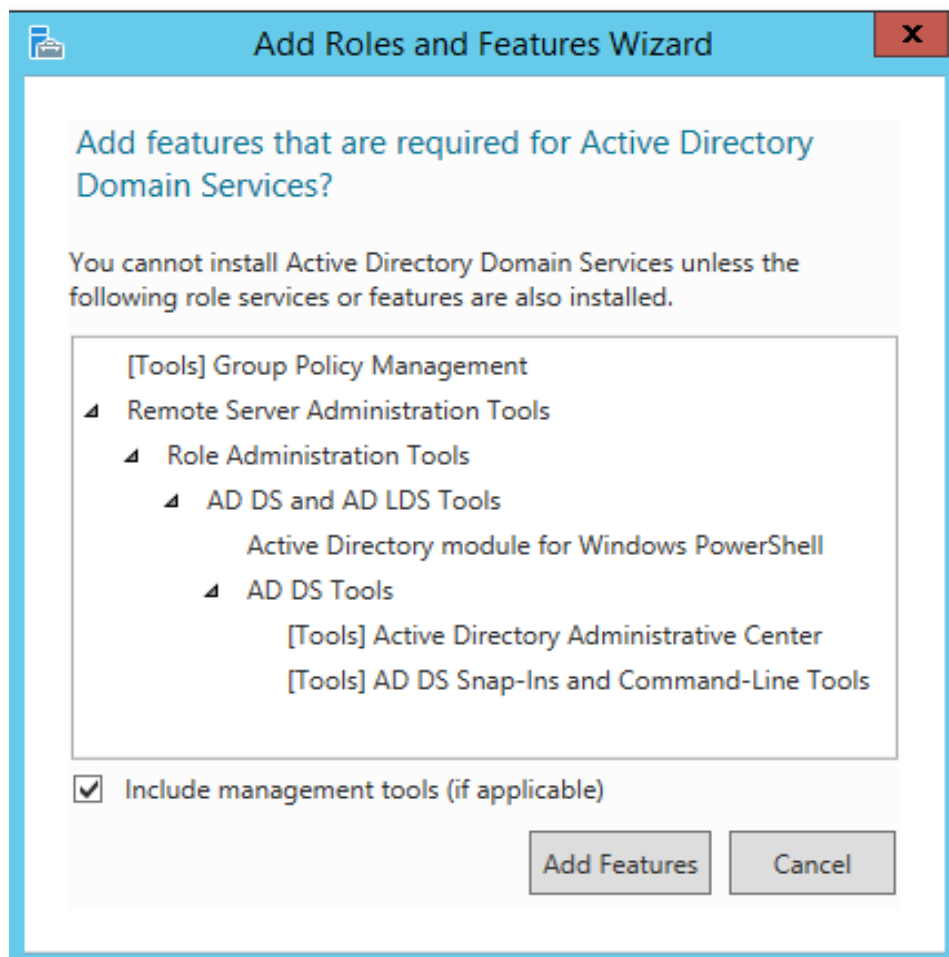 Add Roles and Features Wizard
x
Add features that are required for Active Directory
Domain Services?
You cannot install Active Directory Domain Services unless the
following role services or features are also installed.
[Tools] Group Policy Management
Remote Server Administration Tools
Role Administration Tools
AD DS and AD LDS Tools
Active Directory module for Windows PowerShell
AD DS Tools
[Tools] Active Directory Administrative Center
[Tools] AD DS Snap-Ins and Command-Line Tools
Include management tools (if applicable)
Add Features Cancel